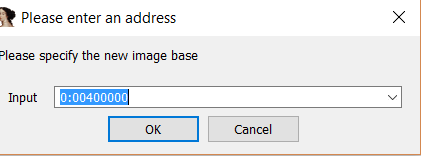 Please enter an address
Please specify the new image base
Input 0:00400000
OK Cancel